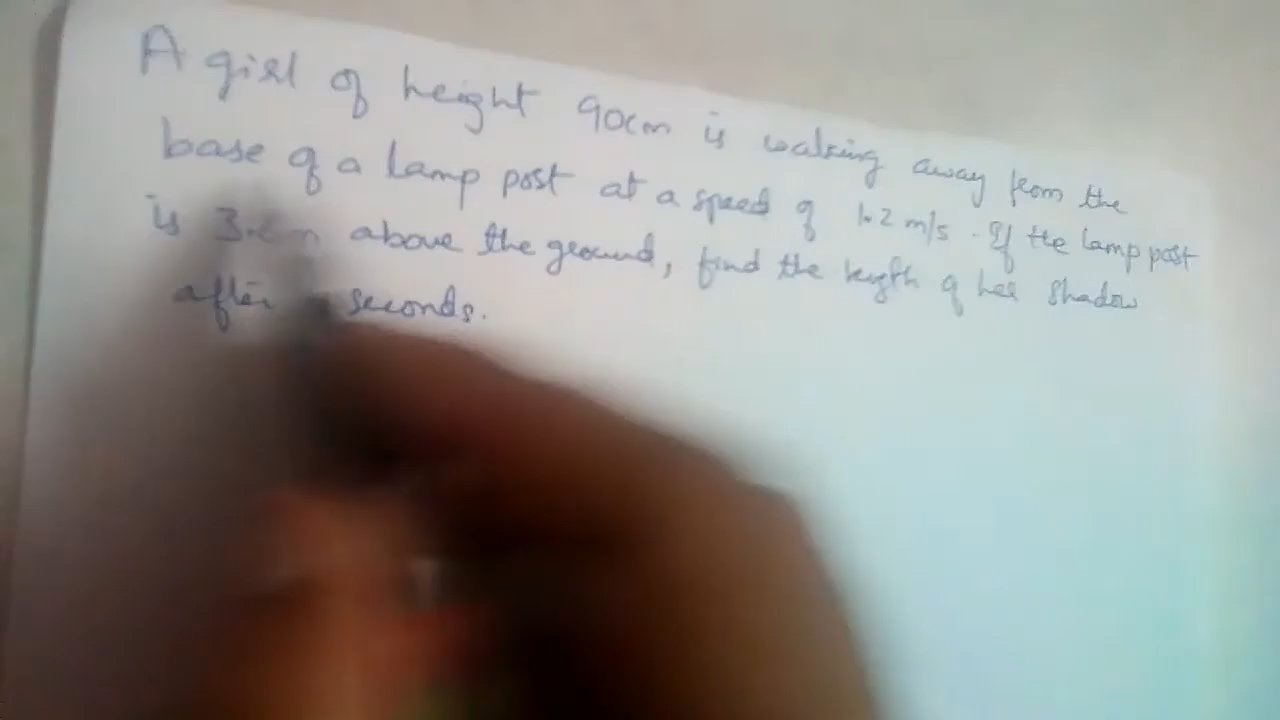 A girl of height 90cm is walking away from the
base of a lamp post at a speed of 1.2 m/s. If the lamp post
is above the ground, find the length of her shadow
after seconds.